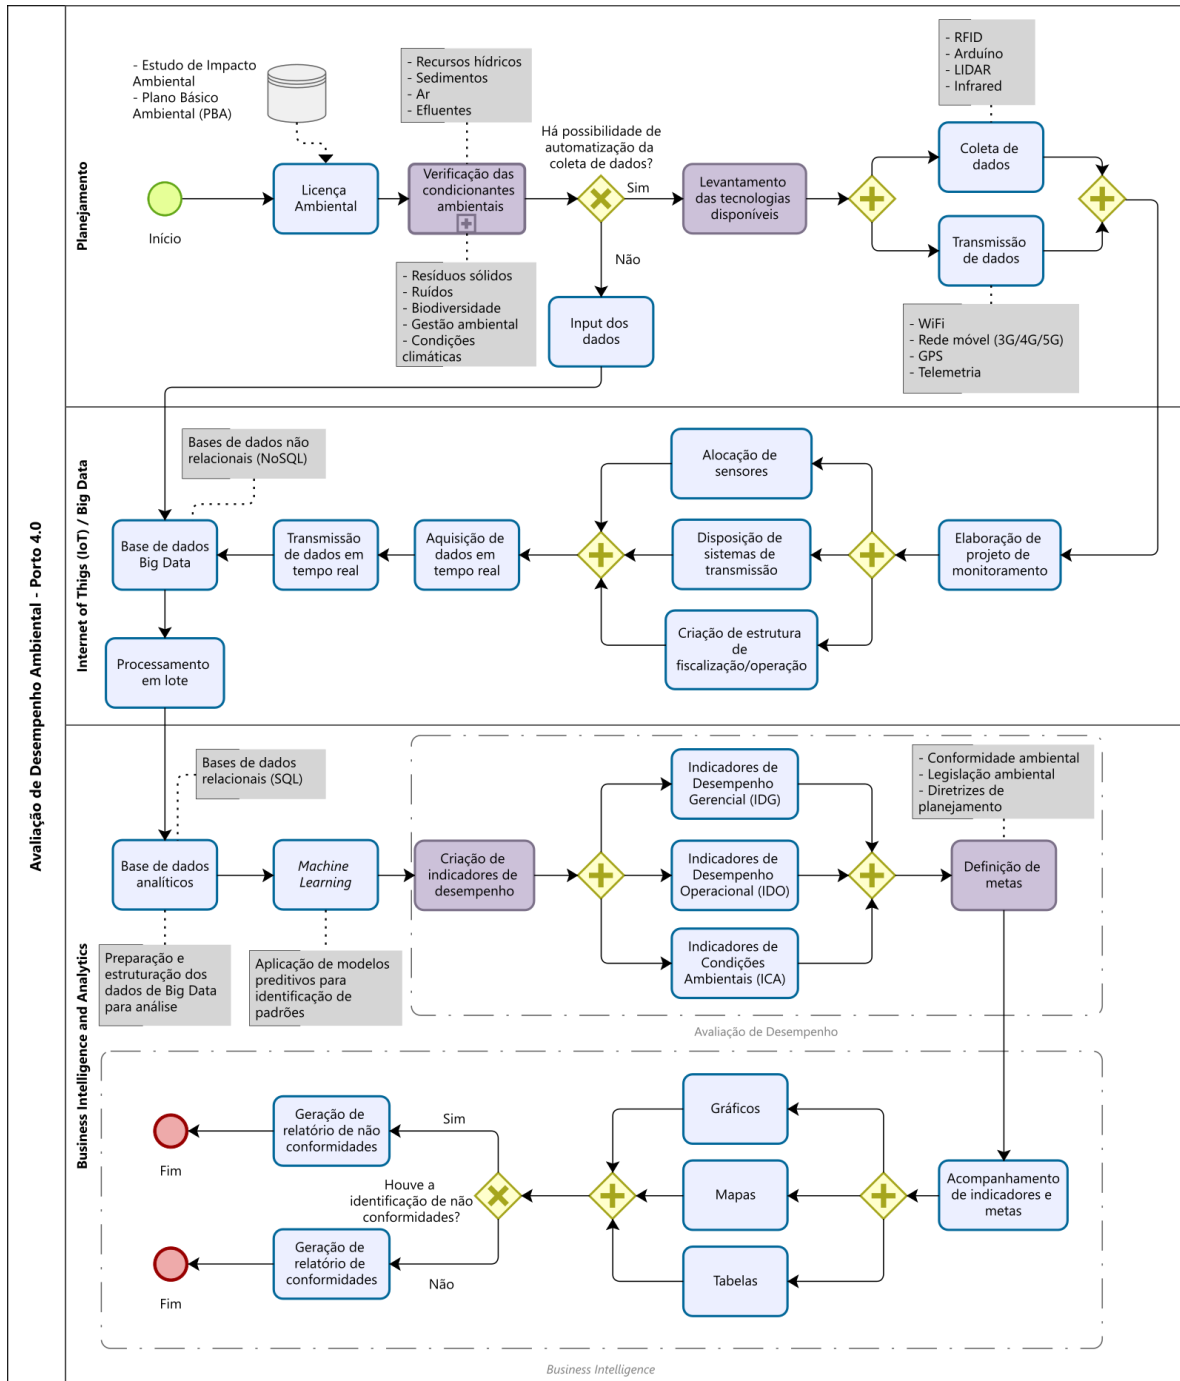 Avaliação de Desempenho Ambiental - Porto 4.0
Planejamento
- Estudo de Impacto
Ambiental
- Plano Básico
Ambiental (PBA)
- Recursos hídricos
- Sedimentos
- Ar
- Efluentes
Há possibilidade de
automatização da
coleta de dados?
- RFID
- Arduíno
- LIDAR
- Infrared
Início
Licença
Ambiental
Verificação das
condicionantes
ambientais
Sim
Não
Levantamento
das tecnologias
disponíveis
Coleta de
dados
Transmissão
de dados
- Resíduos sólidos
- Ruídos
- Biodiversidade
- Gestão ambiental
- Condições
climáticas
Input dos
dados
- WiFi
- Rede móvel (3G/4G/5G)
- GPS
- Telemetria
Internet of Thigs (IoT) / Big Data
Bases de dados não
relacionais (NoSQL)
Alocação de
sensores
Base de dados
Big Data
Transmissão
de dados em
tempo real
Aquisição de
dados em
tempo real
Disposição de
sistemas de
transmissão
Elaboração de
projeto de
monitoramento
Criação de estrutura
de
fiscalização/operação
Processamento
em lote
Business Intelligence and Analytics
Bases de dados
relacionais (SQL)
Indicadores de
Desempenho
Gerencial (IDG)
- Conformidade ambiental
- Legislação ambiental
- Diretrizes de
planejamento
Base de dados
analíticos
Machine
Learning
Criação de
indicadores de
desempenho
Indicadores de
Desempenho
Operacional (IDO)
Definição de
metas
Indicadores de
Condições
Ambientais (ICA)
Preparação e
estruturação dos
dados de Big Data
para análise
Aplicação de modelos
preditivos para
identificação de
padrões
Avaliação de Desempenho
Gráficos
Geração de
relatório de não
conformidades
Sim
Fim
Houve a
identificação de não
conformidades?
Mapas
Acompanhamento
de indicadores e
metas
Geração de
relatório de
conformidades
Não
Fim
Tabelas
Business Intelligence